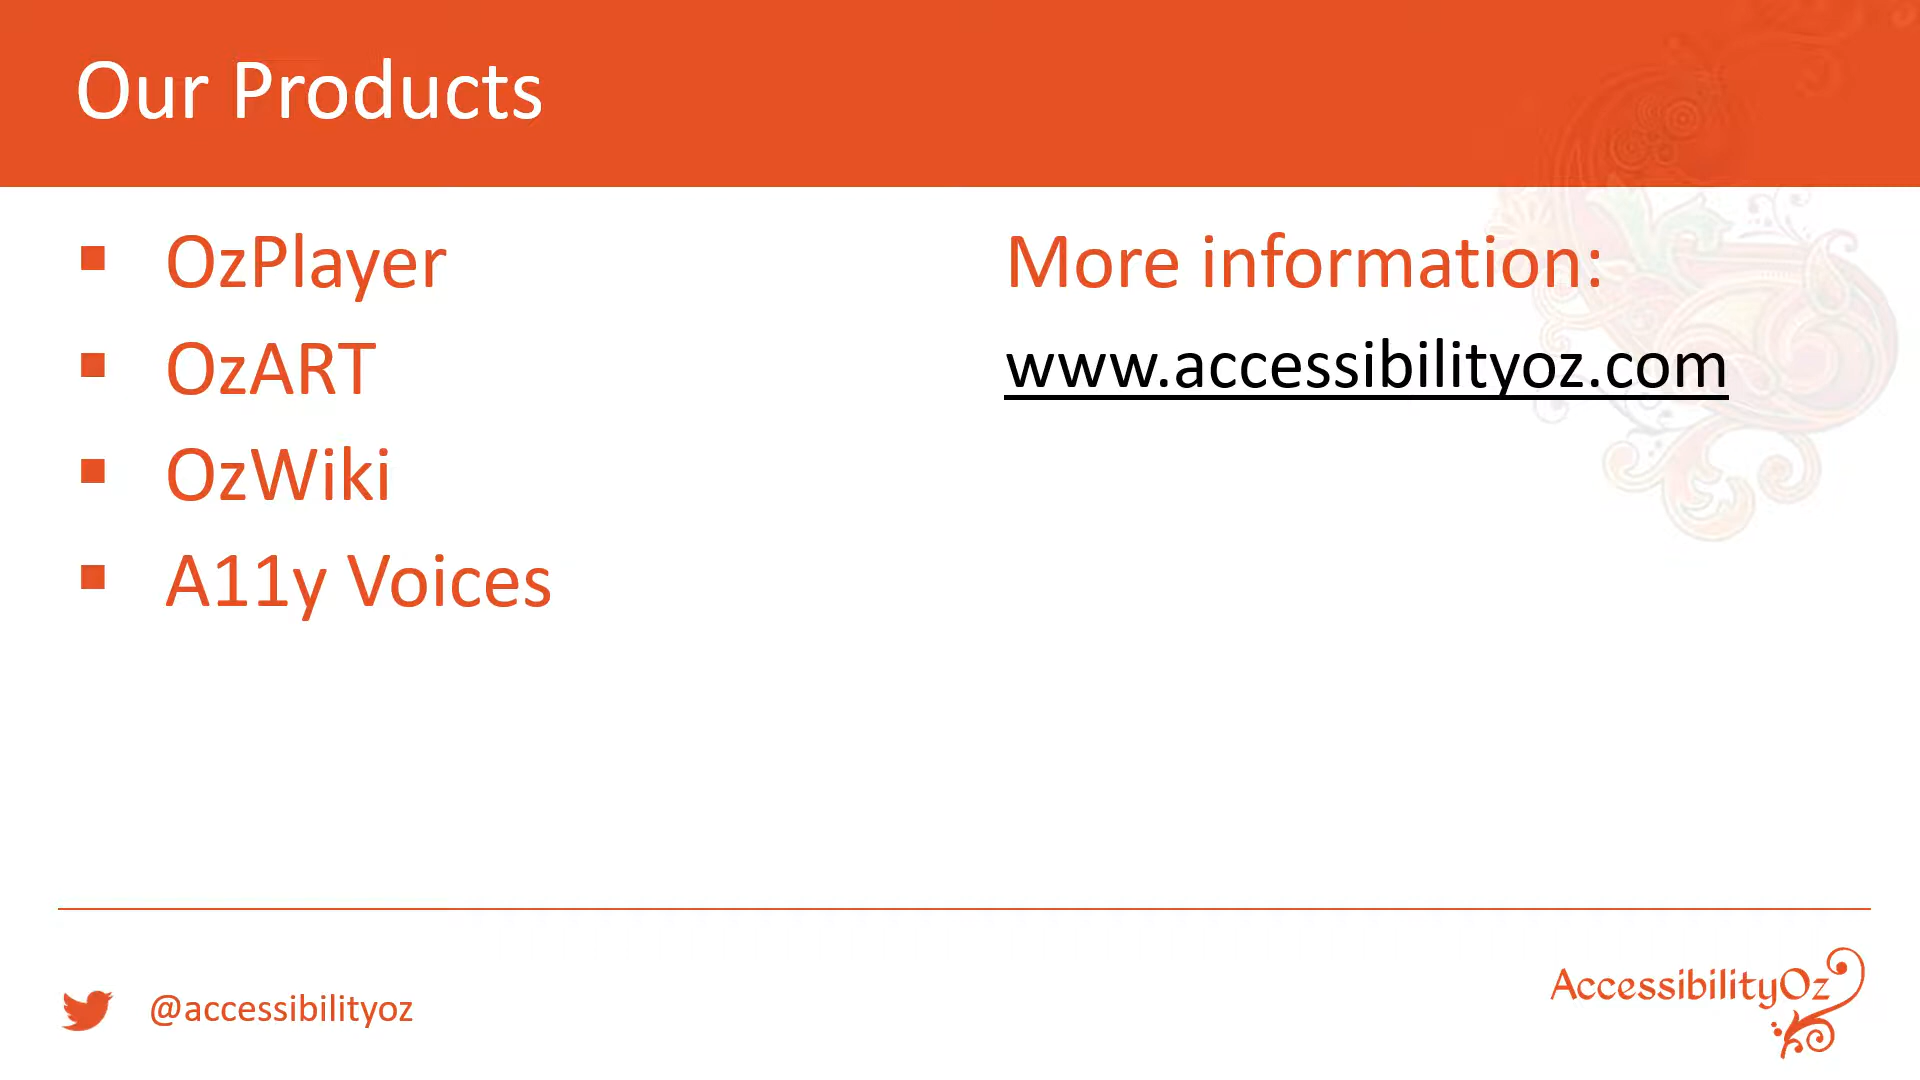 Our Products
OzPlayer
OzART
OzWiki
A11y Voices
More information:
www.accessibilityoz.com
@accessibilityoz
AccessibilityOz